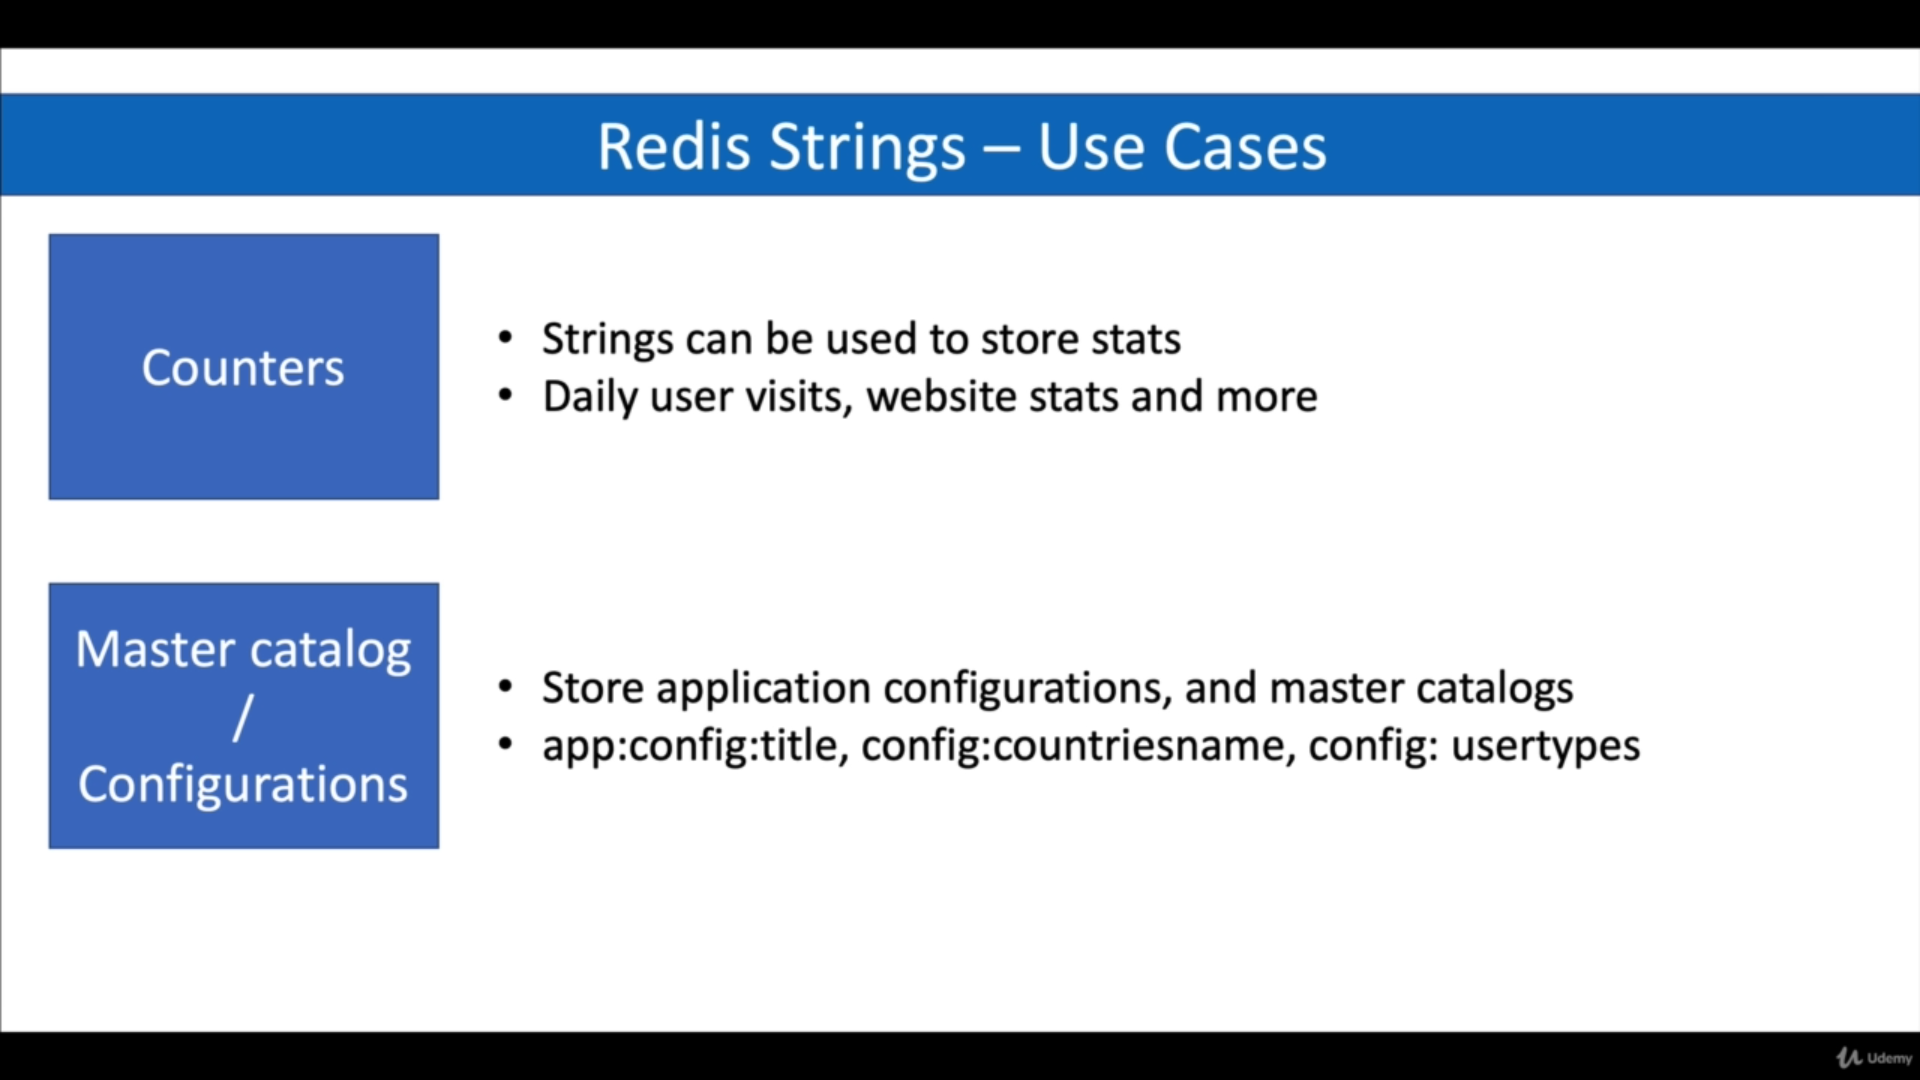 Redis Strings – Use Cases
Counters
• Strings can be used to store stats
• Daily user visits, website stats and more
Master catalog
/
Configurations
• Store application configurations, and master catalogs
• app:config:title, config:countriesname, config: usertypes
Udemy